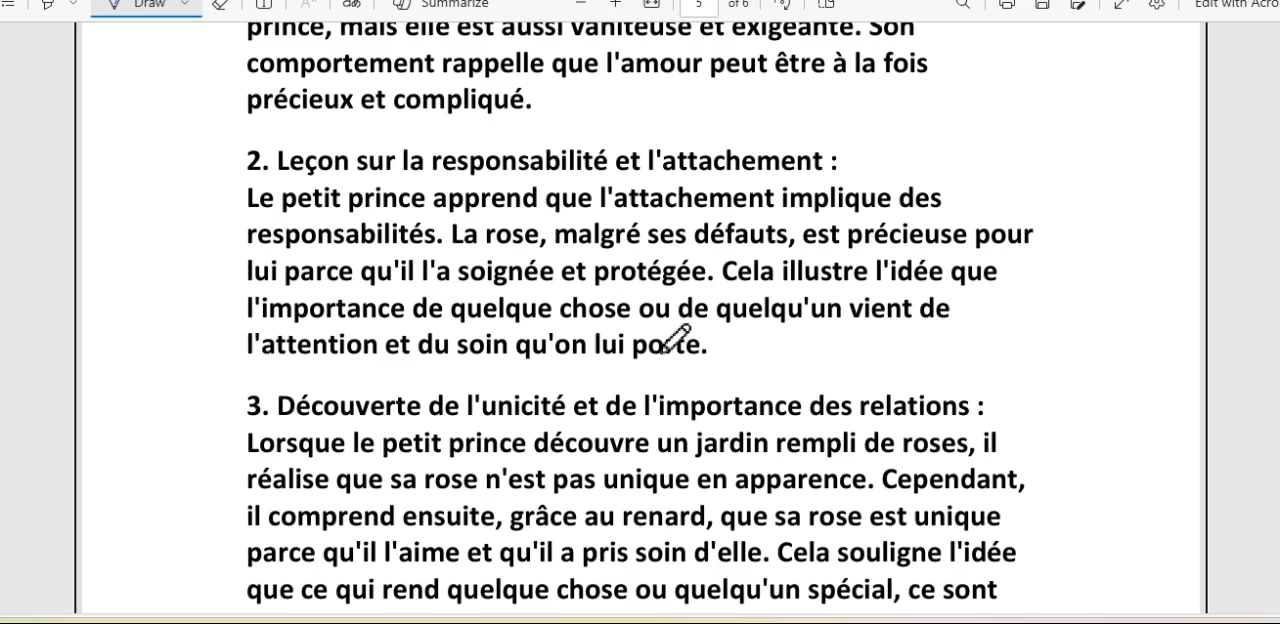 Draw
Summarize
5
of 6
Edit with Acro
prince, mais elle est aussi vaniteuse et exigeante. Son
comportement rappelle que l'amour peut être à la fois
précieux et compliqué.
2. Leçon sur la responsabilité et l'attachement :
Le petit prince apprend que l'attachement implique des
responsabilités. La rose, malgré ses défauts, est précieuse pour
lui parce qu'il l'a soignée et protégée. Cela illustre l'idée que
l'importance de quelque chose ou de quelqu'un vient de
l'attention et du soin qu'on lui porte.
3. Découverte de l'unicité et de l'importance des relations :
Lorsque le petit prince découvre un jardin rempli de roses, il
réalise que sa rose n'est pas unique en apparence. Cependant,
il comprend ensuite, grâce au renard, que sa rose est unique
parce qu'il l'aime et qu'il a pris soin d'elle. Cela souligne l'idée
que ce qui rend quelque chose ou quelqu'un spécial, ce sont